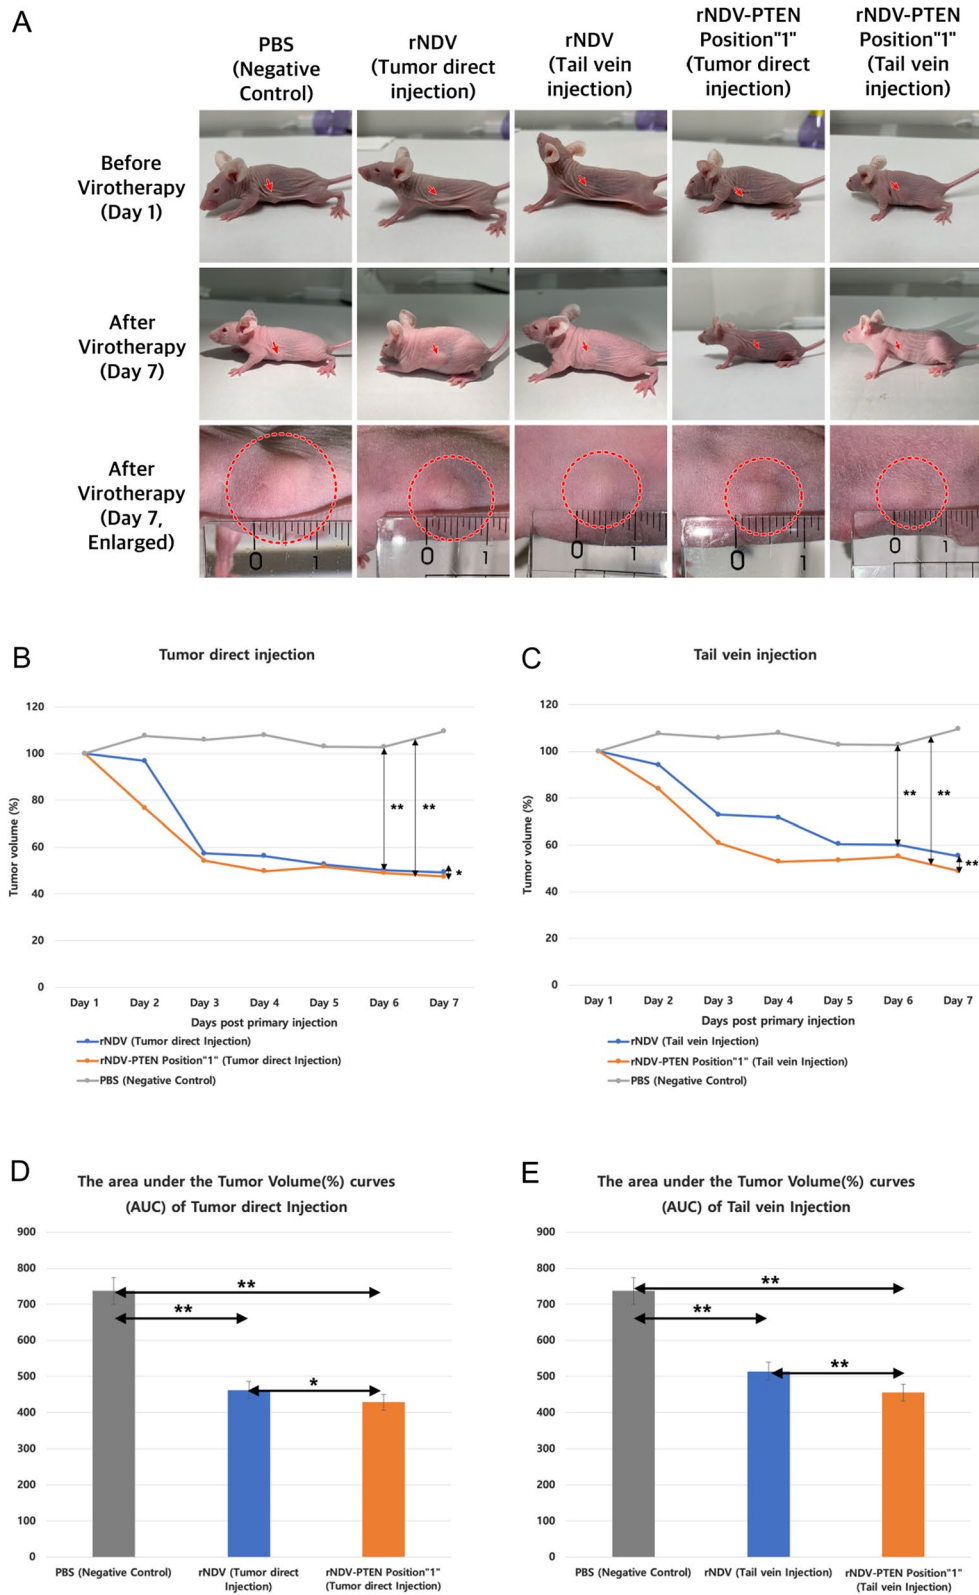 A
PBS
(Negative
Control)
rNDV
(Tumor direct
injection)
rNDV
(Tail vein
injection)
rNDV-PTEN
Position"1"
(Tumor direct
injection)
rNDV-PTEN
Position"1"
(Tail vein
injection)
Before
Virotherapy
(Day 1)
After
Virotherapy
(Day 7)
After
Virotherapy
(Day 7,
Enlarged)
0 1
0 1
0 1
0 1
0 1
B
Tumor direct injection
120
100
80
60
40
20
0
Tumor volume (%)
** **
*
Day 1 Day 2 Day 3 Day 4 Day 5 Day 6 Day 7
Days post primary injection
rNDV (Tumor direct Injection)
rNDV-PTEN Position"1" (Tumor direct Injection)
PBS (Negative Control)
C
Tail vein injection
120
100
80
60
40
20
0
Tumor volume (%)
** **
**
Day 1 Day 2 Day 3 Day 4 Day 5 Day 6 Day 7
Days post primary injection
rNDV (Tail vein Injection)
rNDV-PTEN Position"1" (Tail vein Injection)
PBS (Negative Control)
D
The area under the Tumor Volume(%) curves
(AUC) of Tumor direct Injection
900
800
700
600
500
400
300
200
100
0
**
**
*
PBS (Negative Control)
rNDV (Tumor direct
Injection)
rNDV-PTEN Position"1"
(Tumor direct Injection)
E
The area under the Tumor Volume(%) curves
(AUC) of Tail vein Injection
900
800
700
600
500
400
300
200
100
0
**
**
**
PBS (Negative Control)
rNDV (Tail vein Injection)
rNDV-PTEN Position"1"
(Tail vein Injection)